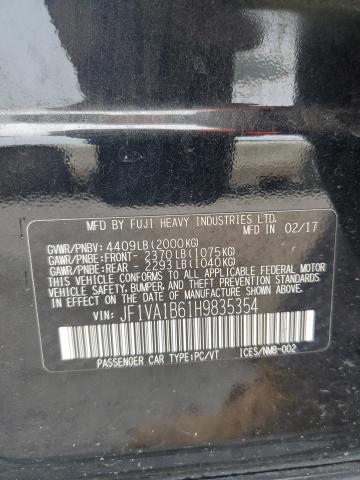 MFD BY FUJI HEAVY INDUSTRIES LTD. IN 02/17
GVWR/PNBV: 4409LB(2000KG)
GAWR/PNBE:FRONT- 2370LB(1075KG)
GAWR/PNBE:REAR - 2293LB(1040KG)
THIS VEHICLE CONFORMS TO ALL APPLICABLE FEDERAL MOTOR
VEHICLE SAFETY, BUMPER, AND THEFT PREVENTION STANDARDS
IN EFFECT ON THE DATE OF MANUFACTURE SHOWN ABOVE.
VIN: JF1VA1B61H9835354
PASSENGER CAR TYPE:PC/VT ICES/NMB-002